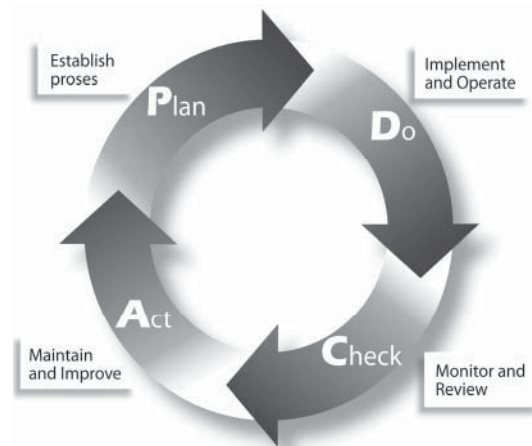 Establish
proses
Plan
Implement
and Operate
Do
Check
Monitor and
Review
Act
Maintain
and Improve